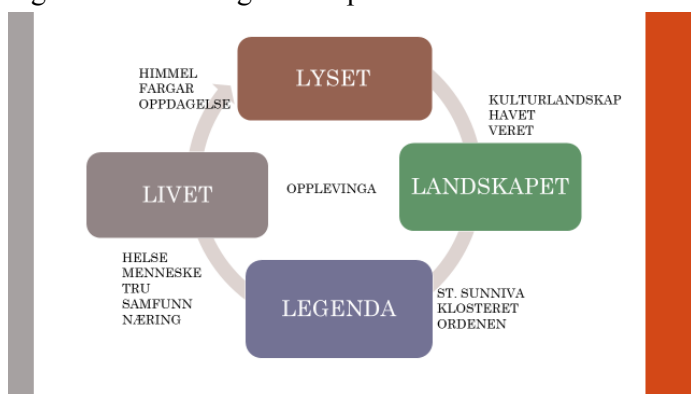 LYSET
HIMMEL
FARGAR
OPPDAGELSE
KULTURLANDSKAP
HAVET
VERET
LANDSKAPET
LIVET
OPPLEVINGA
HELSE
MENNESKE
TRU
SAMFUNN
NÆRING
LEGENDA
ST. SUNNIVA
KLOSTERET
ORDENEN